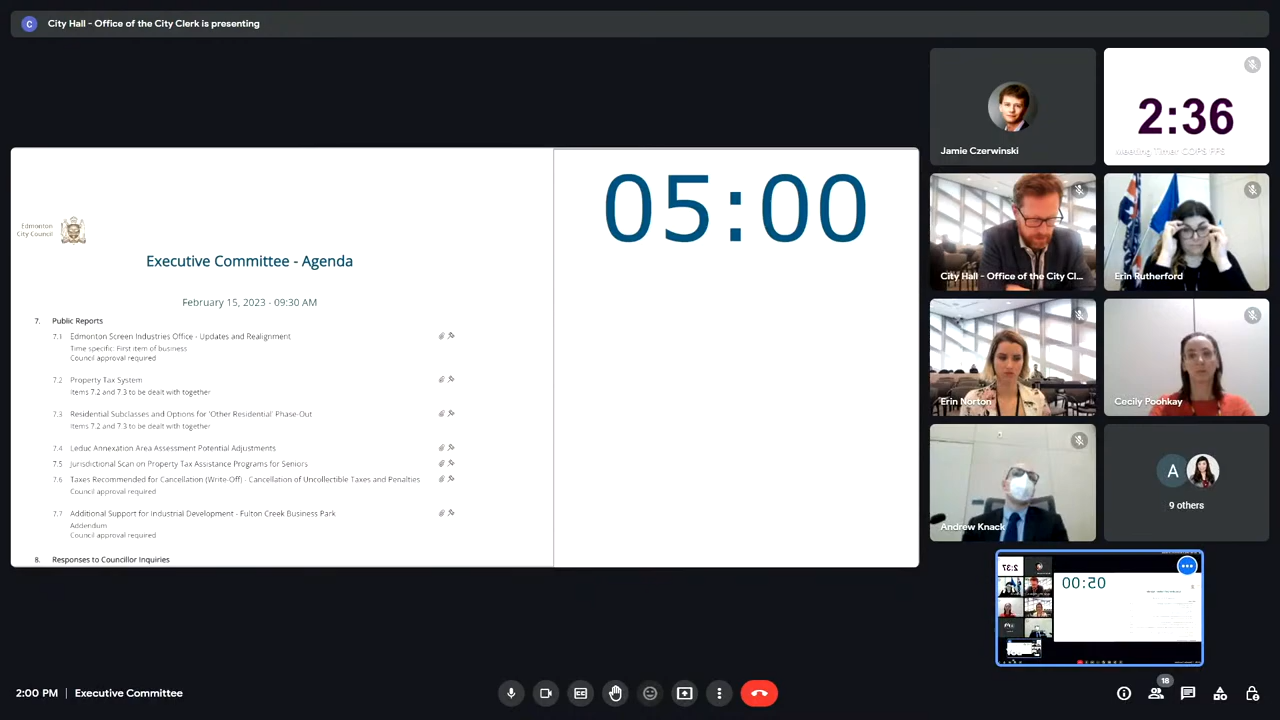 C City Hall - Office of the City Clerk is presenting
Edmonton
City Council
Executive Committee - Agenda
February 15, 2023 - 09:30 AM
7. Public Reports
7.1 Edmonton Screen Industries Office - Updates and Realignment
Time specific: First item of business
Council approval required
7.2 Property Tax System
Items 7.2 and 7.3 to be dealt with together
7.3 Residential Subclasses and Options for 'Other Residential' Phase-Out
Items 7.2 and 7.3 to be dealt with together
7.4 Leduc Annexation Area Assessment Potential Adjustments
7.5 Jurisdictional Scan on Property Tax Assistance Programs for Seniors
7.6 Taxes Recommended for Cancellation (Write-Off) - Cancellation of Uncollectible Taxes and Penalties
Council approval required
7.7 Additional Support for Industrial Development - Fulton Creek Business Park
Addendum
Council approval required
8. Responses to Councillor Inquiries
05:00
Jamie Czerwinski
2:36
Meeting Timer COPS FPS
City Hall - Office of the City Cl...
Erin Rutherford
Erin Norton
Cecily Poohkay
Andrew Knack
A
9 others
2:37
05:00
2:00 PM | Executive Committee
18